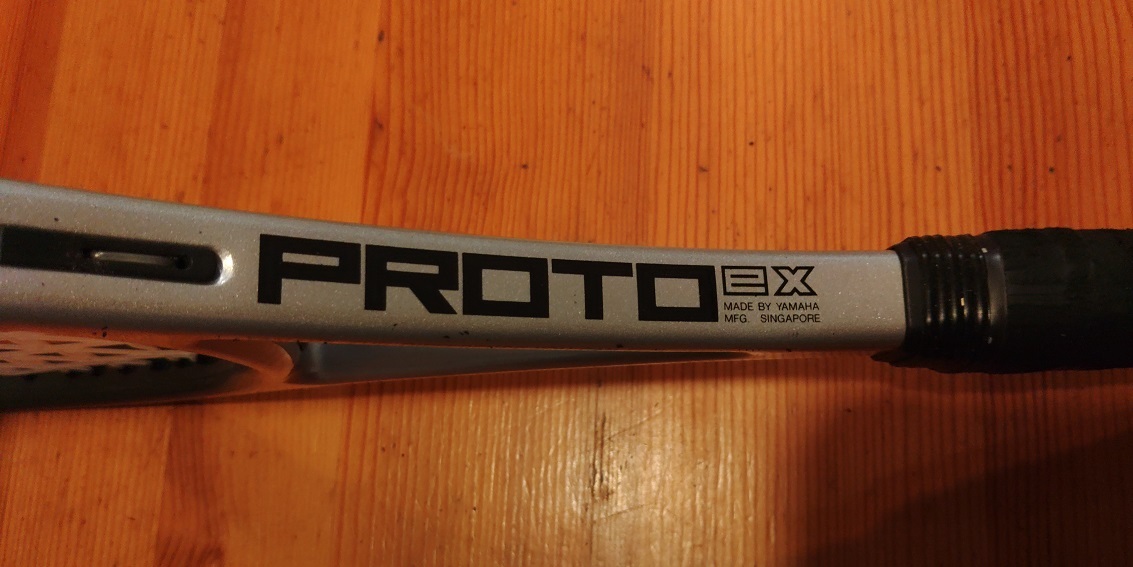 PROTO ex
MADE BY YAMAHA
MFG. SINGAPORE